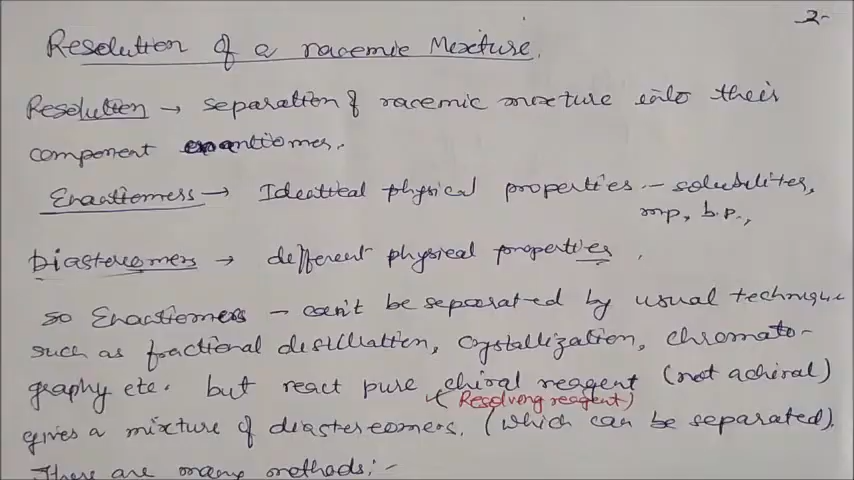 2-
Resolution of a racemic Mixture.
Resolution → separation of racemic mixture into their
component enantiomer.
Enantiomers → Identical physical properties - solubilites,
mp, b.p.,
Diastereomers → different physical properties.
so Enantiomers - can't be separated by usual technique
such as fractional distillation, crystallization, chromato-
graphy etc. but react pure chiral reagent (not achiral)
(Resolving reagent)
gives a mixture of diastereomers. (which can be separated).
There are many methods:-